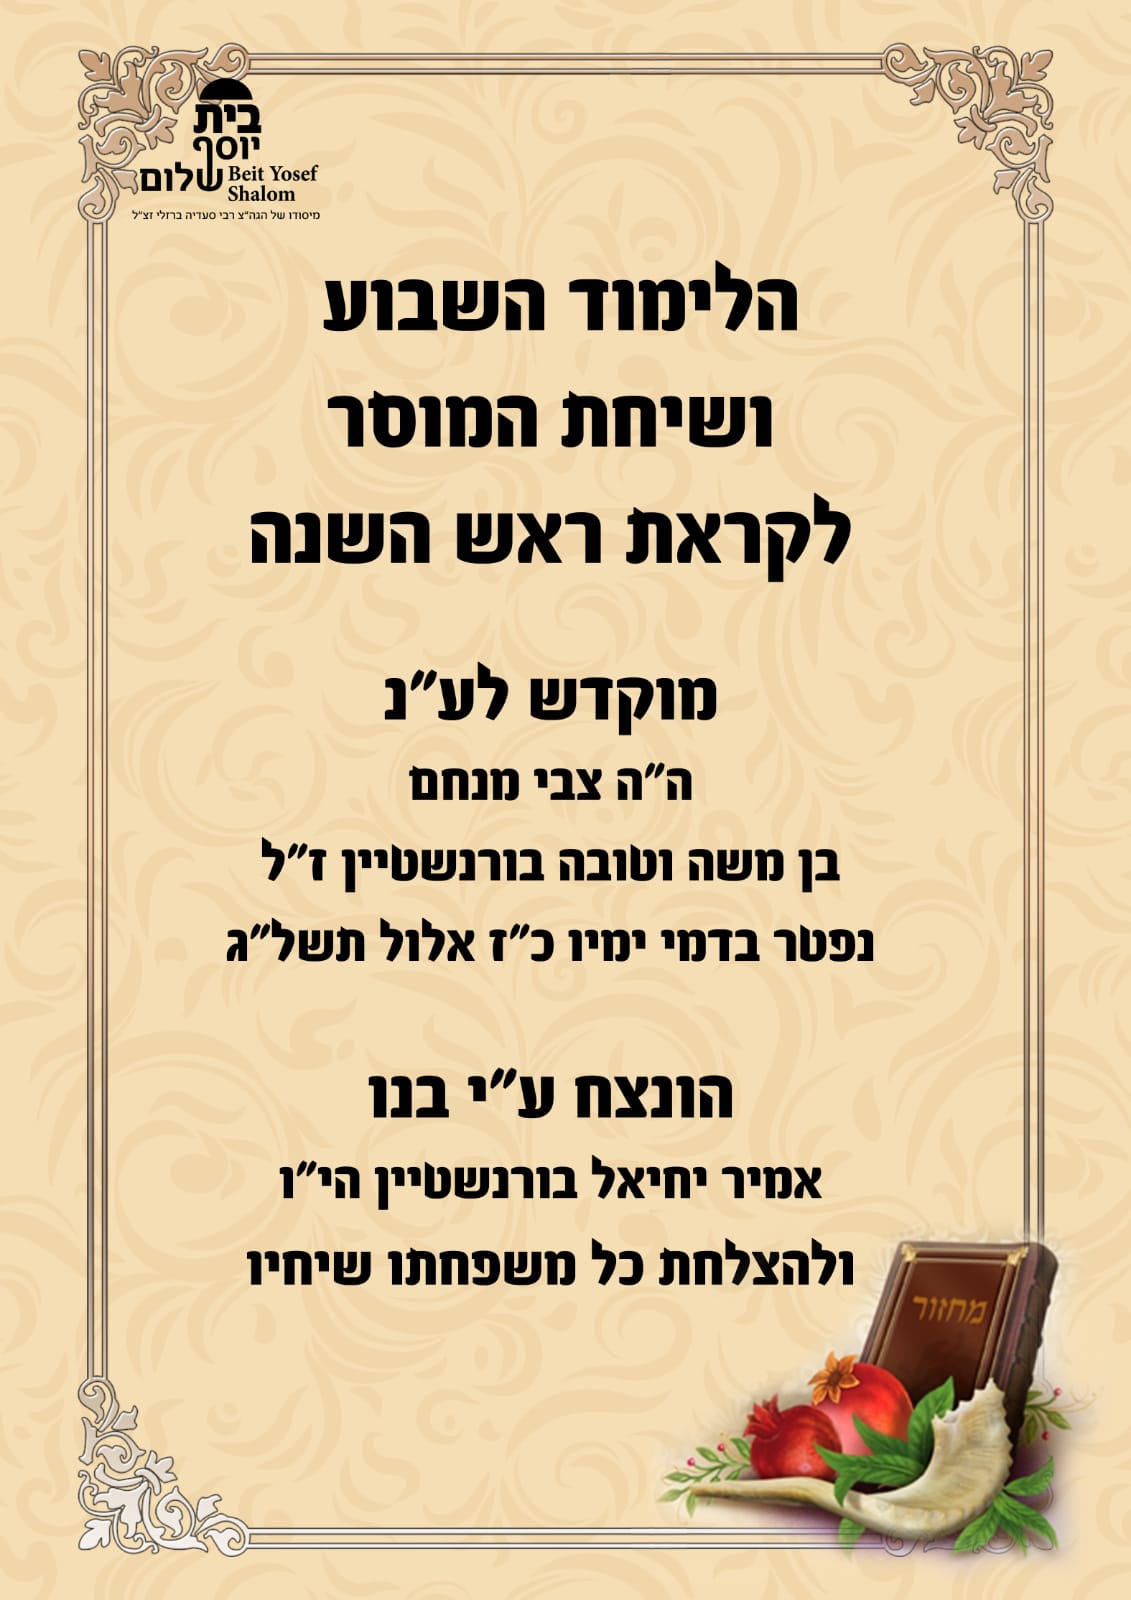 בית
יוסף
שלום
Beit Yosef
Shalom
מיסודו של הגה"צ רבי סעדיה ברזלי זצ"ל
הלימוד השבוע
ושיחת המוסר
לקראת ראש השנה
מוקדש לע"נ
ה"ה צבי מנחם
בן משה וטובה בורנשטיין ז"ל
נפטר בדמי ימיו כ"ז אלול תשל"ג
הונצח ע"י בנו
אמיר יחיאל בורנשטיין הי"ו
ולהצלחת כל משפחתו שיחיו
מחזור